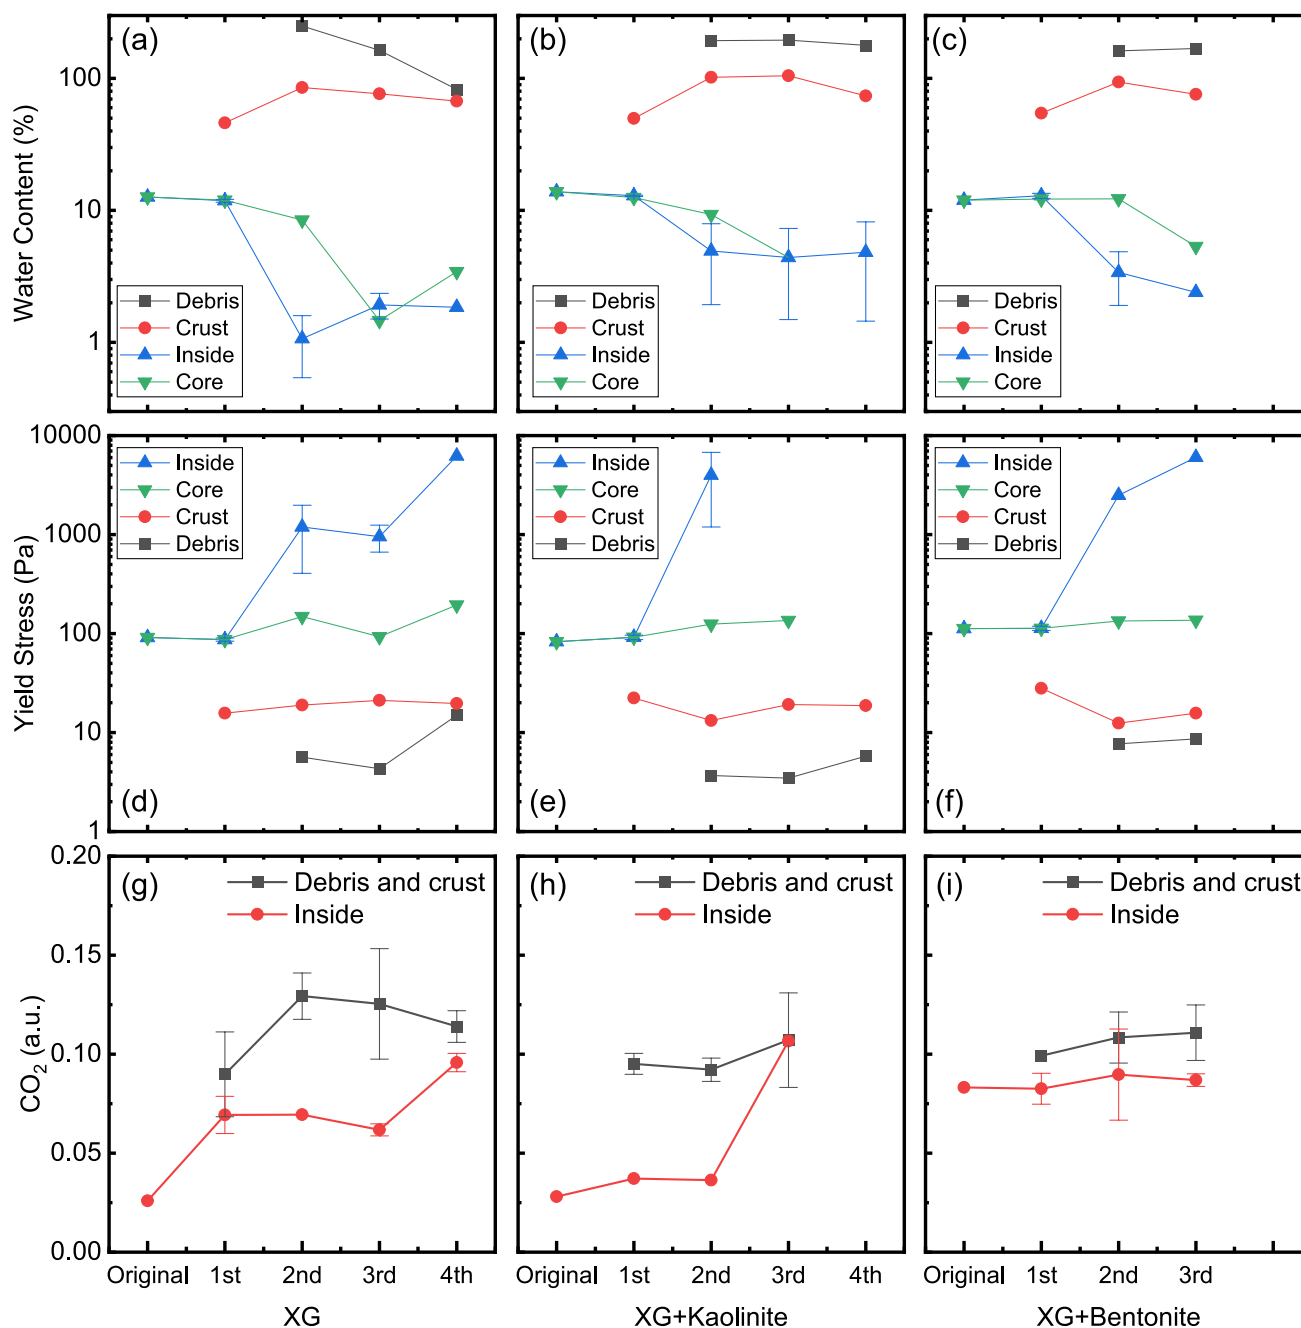 (a)
(b)
(c)
Water Content (%)
100
10
1
Debris
Crust
Inside
Core
Debris
Crust
Inside
Core
Debris
Crust
Inside
Core
Yield Stress (Pa)
10000
1000
100
10
1
Inside
Core
Crust
Debris
Inside
Core
Crust
Debris
Inside
Core
Crust
Debris
(d)
(e)
(f)
CO2 (a.u.)
0.20
0.15
0.10
0.05
0.00
(g)
Debris and crust
Inside
(h)
Debris and crust
Inside
(i)
Debris and crust
Inside
Original 1st 2nd 3rd 4th
Original 1st 2nd 3rd 4th
Original 1st 2nd 3rd
XG
XG+Kaolinite
XG+Bentonite